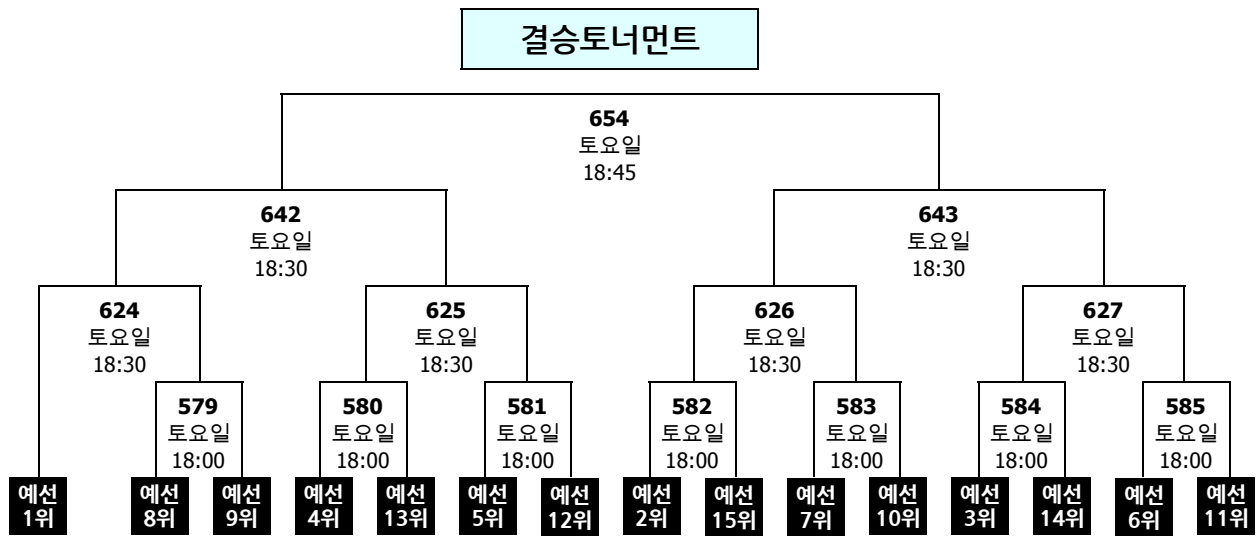 결승토너먼트
654
토요일
18:45
642
토요일
18:30
643
토요일
18:30
624
토요일
18:30
625
토요일
18:30
626
토요일
18:30
627
토요일
18:30
579
토요일
18:00
580
토요일
18:00
581
토요일
18:00
582
토요일
18:00
583
토요일
18:00
584
토요일
18:00
585
토요일
18:00
예선
1위
예선
8위
예선
9위
예선
4위
예선
13위
예선
5위
예선
12위
예선
2위
예선
15위
예선
7위
예선
10위
예선
3위
예선
14위
예선
6위
예선
11위